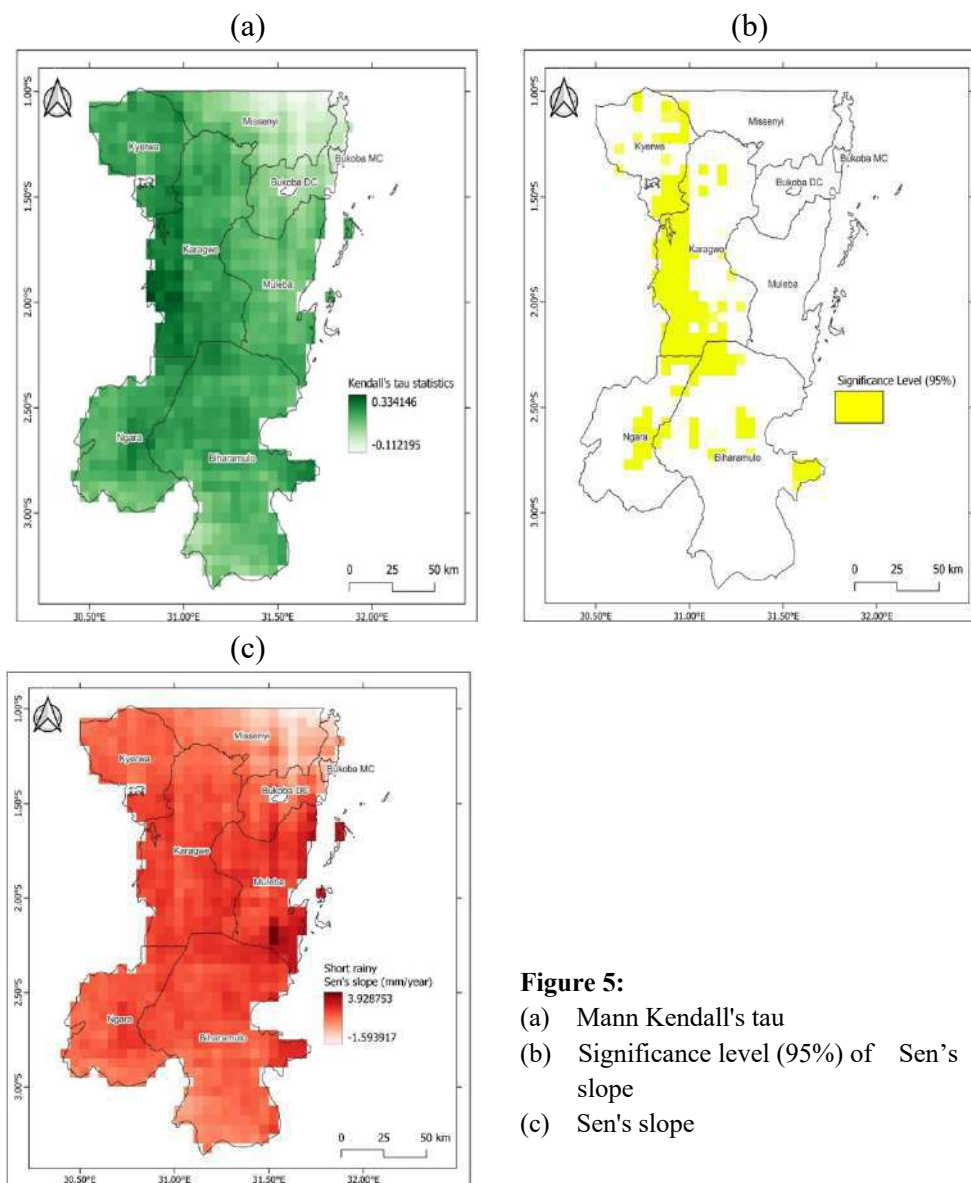 (a)
1.00°S
1.50°S
2.00°S
2.50°S
3.00°S
Missenyi
Kyerwa
Bukoba MC
Bukoba DC
Karagwe
Muleba
Ngara
Biharamulo
Kendall's tau statistics
0.334146
-0.112195
0 25 50 km
30.50°E 31.00°E 31.50°E 32.00°E
(b)
1.00°S
1.50°S
2.00°S
2.50°S
3.00°S
Missenyi
Kyerwa
Bukoba MC
Bukoba DC
Karagwe
Muleba
Ngara
Biharamulo
Significance Level (95%)
0 25 50 km
30.50°E 31.00°E 31.50°E 32.00°E
(c)
1.00°S
1.50°S
2.00°S
2.50°S
3.00°S
Missenyi
Kyerwa
Bukoba MC
Bukoba DC
Karagwe
Muleba
Ngara
Biharamulo
Short rainy
Sen's slope (mm/year)
3.928753
-1.593917
0 25 50 km
30.50°E 31.00°E 31.50°E 32.00°E
Figure 5:
(a) Mann Kendall's tau
(b) Significance level (95%) of Sen’s
slope
(c) Sen's slope